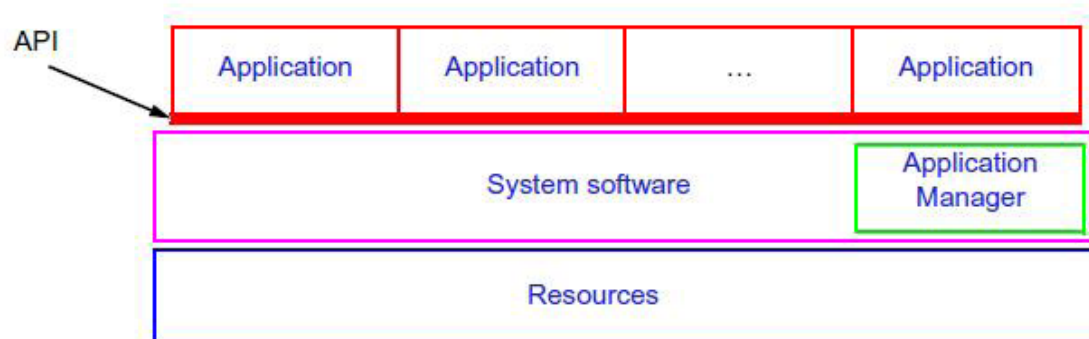 API
Application
Application
...
Application
System software
Application
Manager
Resources